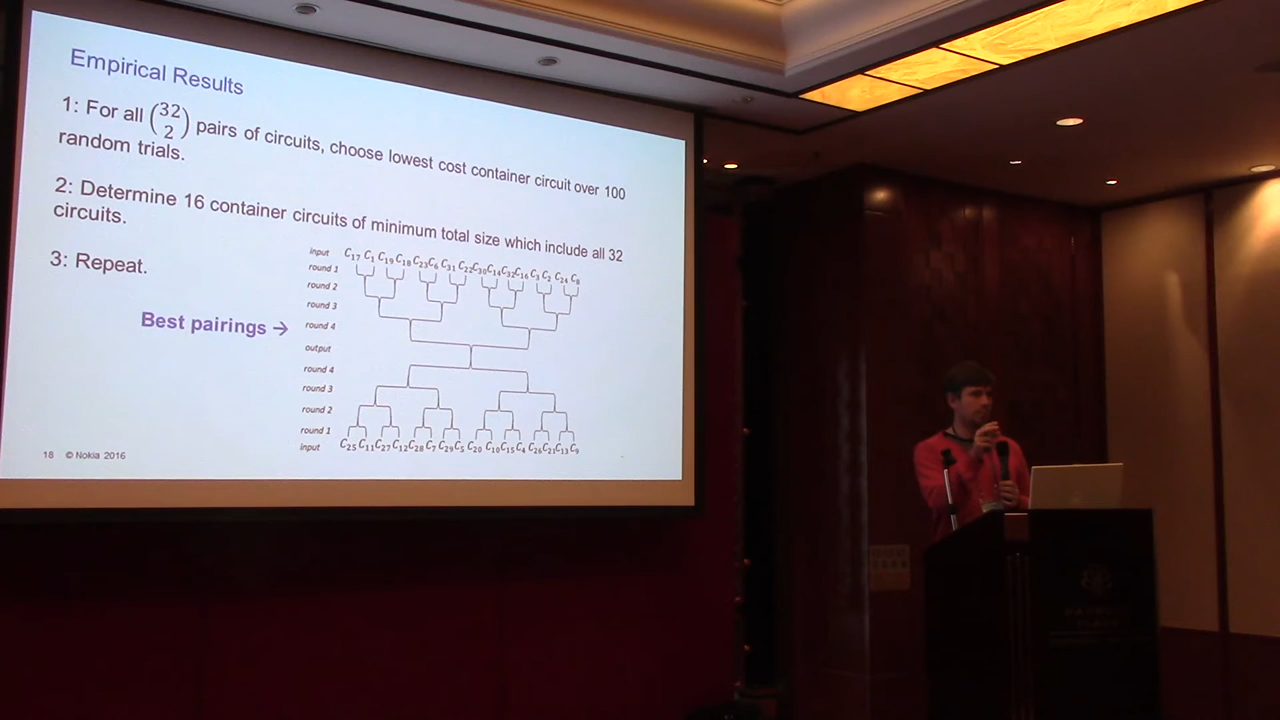 Empirical Results
1: For all (32 2) pairs of circuits, choose lowest cost container circuit over 100
random trials.
2: Determine 16 container circuits of minimum total size which include all 32
circuits.
3: Repeat.
input C17 C1 C19 C18 C23 C6 C31 C22 C30 C14 C32 C16 C3 C2 C24 C8
round 1
round 2
round 3
Best pairings →
round 4
output
round 4
round 3
round 2
round 1
input C25 C11 C27 C12 C28 C7 C29 C5 C20 C10 C15 C4 C26 C21 C13 C9
18 © Nokia 2016